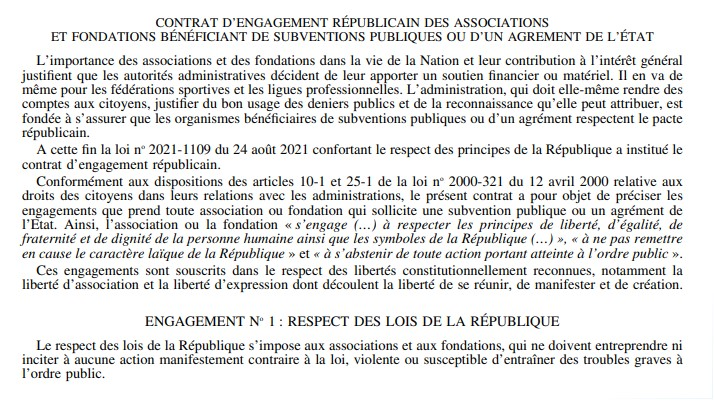 CONTRAT D’ENGAGEMENT RÉPUBLICAIN DES ASSOCIATIONS
ET FONDATIONS BÉNÉFICIANT DE SUBVENTIONS PUBLIQUES OU D’UN AGREMENT DE L’ÉTAT
L’importance des associations et des fondations dans la vie de la Nation et leur contribution à l’intérêt général
justifient que les autorités administratives décident de leur apporter un soutien financier ou matériel. Il en va de
même pour les fédérations sportives et les ligues professionnelles. L’administration, qui doit elle-même rendre des
comptes aux citoyens, justifier du bon usage des deniers publics et de la reconnaissance qu’elle peut attribuer, est
fondée à s’assurer que les organismes bénéficiaires de subventions publiques ou d’un agrément respectent le pacte
républicain.
A cette fin la loi nº 2021-1109 du 24 août 2021 confortant le respect des principes de la République a institué le
contrat d’engagement républicain.
Conformément aux dispositions des articles 10-1 et 25-1 de la loi nº 2000-321 du 12 avril 2000 relative aux
droits des citoyens dans leurs relations avec les administrations, le présent contrat a pour objet de préciser les
engagements que prend toute association ou fondation qui sollicite une subvention publique ou un agrément de
l’Etat. Ainsi, l’association ou la fondation « s’engage (…) à respecter les principes de liberté, d’égalité, de
fraternité et de dignité de la personne humaine ainsi que les symboles de la République (…) », « à ne pas remettre
en cause le caractère laïque de la République » et « à s’abstenir de toute action portant atteinte à l’ordre public ».
Ces engagements sont souscrits dans le respect des libertés constitutionnellement reconnues, notamment la
liberté d’association et la liberté d’expression dont découlent la liberté de se réunir, de manifester et de création.
ENGAGEMENT Nº 1 : RESPECT DES LOIS DE LA RÉPUBLIQUE
Le respect des lois de la République s’impose aux associations et aux fondations, qui ne doivent entreprendre ni
inciter à aucune action manifestement contraire à la loi, violente ou susceptible d’entraîner des troubles graves à
l’ordre public.